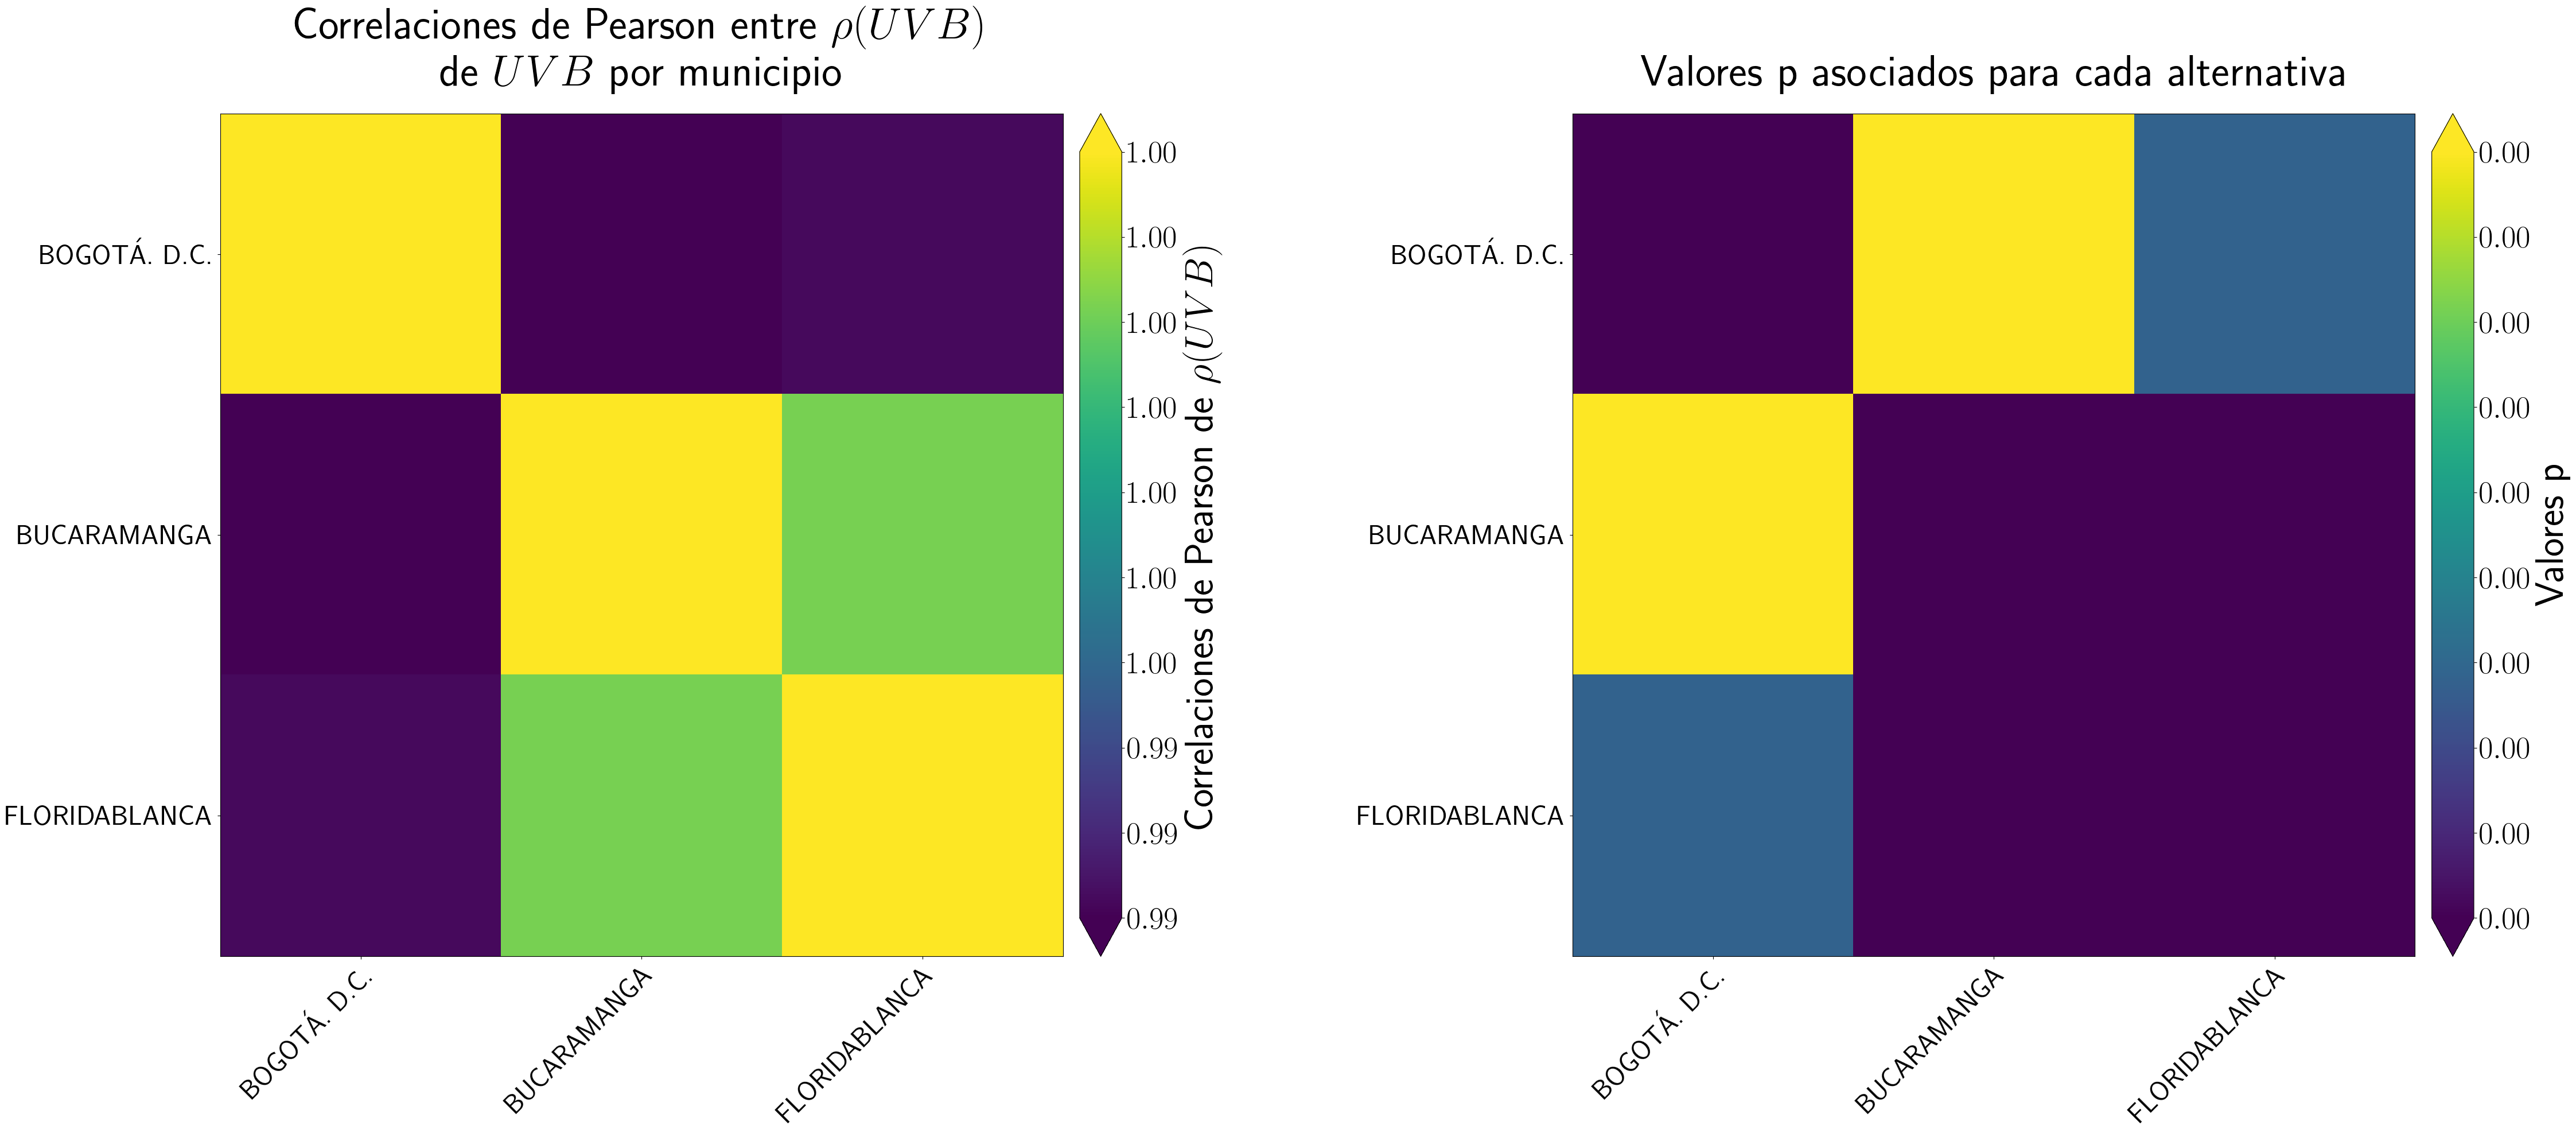 Correlaciones de Pearson entre ρ(UVB)
de UVB por municipio
BOGOTÁ. D.C.
BUCARAMANGA
FLORIDABLANCA
BOGOTÁ. D.C.
BUCARAMANGA
FLORIDABLANCA
1.00
1.00
1.00
1.00
1.00
1.00
1.00
0.99
0.99
0.99
Correlaciones de Pearson de ρ(UVB)
Valores p asociados para cada alternativa
BOGOTÁ. D.C.
BUCARAMANGA
FLORIDABLANCA
BOGOTÁ. D.C.
BUCARAMANGA
FLORIDABLANCA
0.00
0.00
0.00
0.00
0.00
0.00
0.00
0.00
0.00
0.00
Valores p